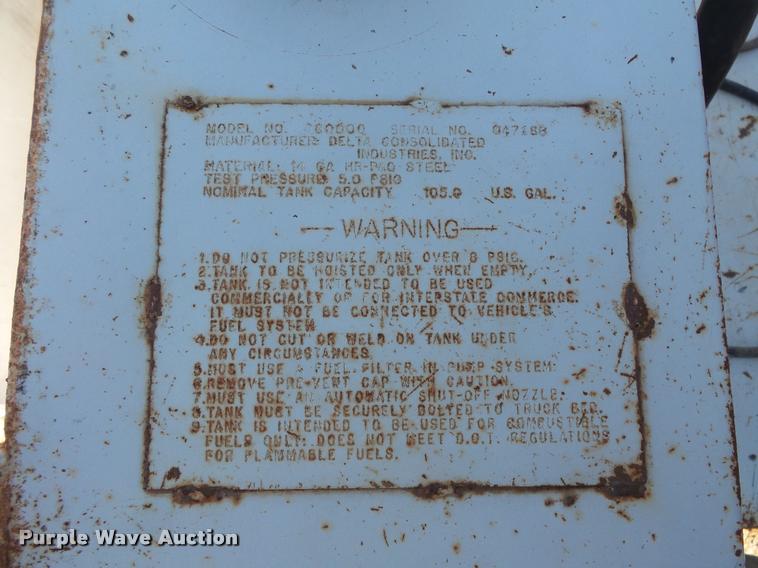 MODEL NO. SERIAL NO.
MANUFACTURER: DELTA CONSOLIDATED
INDUSTRIES, INC.
MATERIAL: 14 GA HR-P&O STEEL
TEST PRESSURE 5.0 PSIG
NOMINAL TANK CAPACITY 105.0 U.S. GAL.
WARNING
1. DO NOT PRESSURIZE TANK OVER PSIG.
2. TANK TO BE HOISTED ONLY WHEN EMPTY.
3. TANK IS NOT INTENDED TO BE USED
COMMERCIALLY OR FOR INTERSTATE COMMERCE.
IT MUST NOT BE CONNECTED TO VEHICLE'S
FUEL SYSTEM
4. DO NOT CUT OR WELD ON TANK UNDER
ANY CIRCUMSTANCES
5. MUST USE A FUEL FILTER IN PUMP SYSTEM.
6. REMOVE PRE-VENT CAP WITH CAUTION.
7. MUST USE AN AUTOMATIC SHUT-OFF NOZZLE.
8. TANK MUST BE SECURELY BOLTED TO TRUCK BED.
9. TANK IS INTENDED TO BE USED FOR COMBUSTIBLE
FUELS ONLY. DOES NOT MEET D.O.T. REGULATIONS
FOR FLAMMABLE FUELS.
Purple Wave Auction